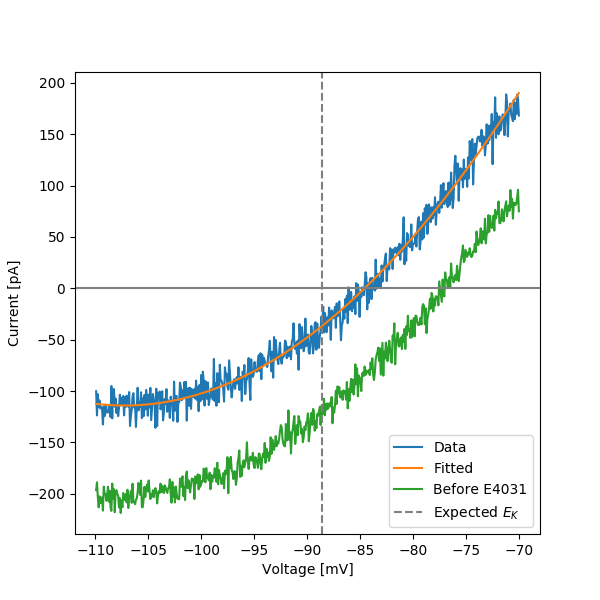 200
150
100
50
0
−50
−100
−150
−200
Current [pA]
−110 −105 −100 −95 −90 −85 −80 −75 −70
Voltage [mV]
Data
Fitted
Before E4031
Expected E_K